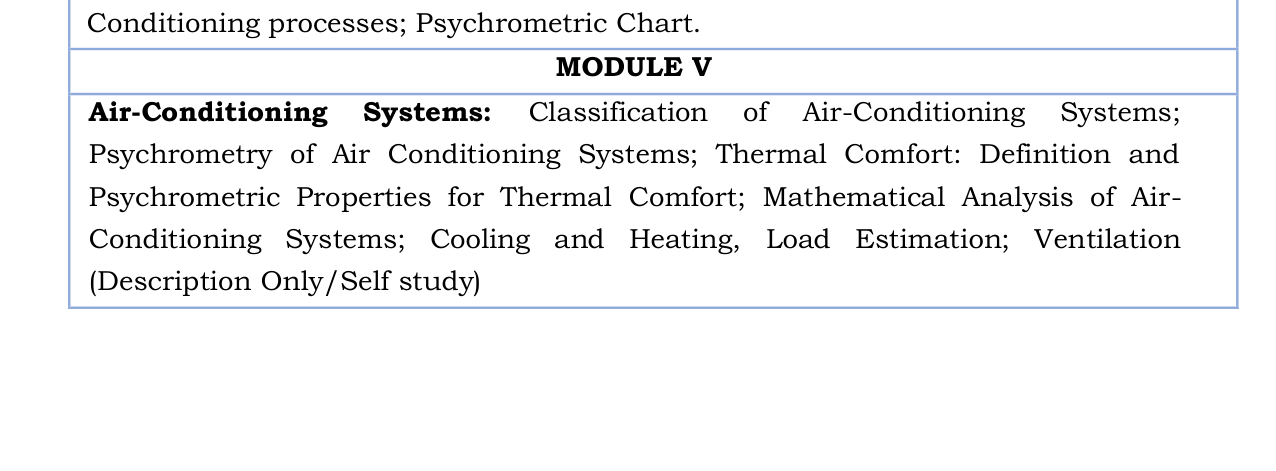 Conditioning processes; Psychrometric Chart.
MODULE V
Air-Conditioning Systems: Classification of Air-Conditioning Systems;
Psychrometry of Air Conditioning Systems; Thermal Comfort: Definition and
Psychrometric Properties for Thermal Comfort; Mathematical Analysis of Air-
Conditioning Systems; Cooling and Heating, Load Estimation; Ventilation
(Description Only/Self study)